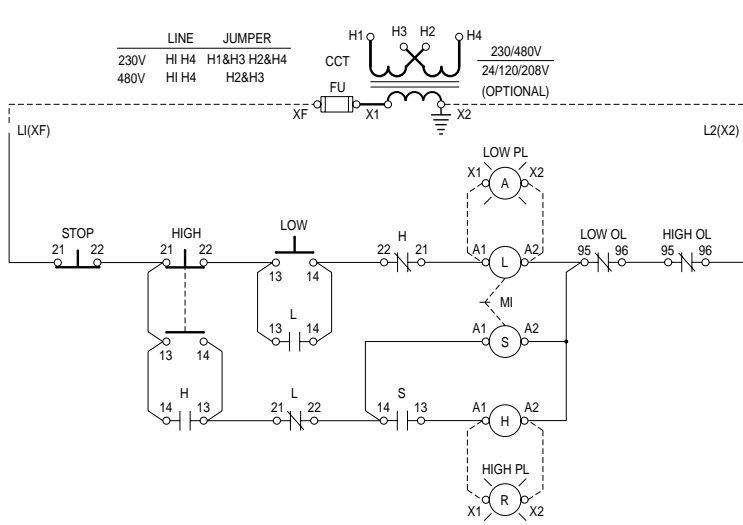 LINE JUMPER
230V HI H4 H1&H3 H2&H4
480V HI H4 H2&H3
H1 H3 H2 H4
CCT
230/480V
24/120/208V
(OPTIONAL)
FU
XF X1 X2
LI(XF) L2(X2)
LOW PL
X1 A X2
STOP HIGH LOW H LOW OL HIGH OL
21 22 21 22 13 14 22 21 A1 L A2 95 96 95 96
MI
L
13 14
13 14
A1 S A2
H L S
14 13 21 22 14 13 A1 H A2
HIGH PL
X1 R X2